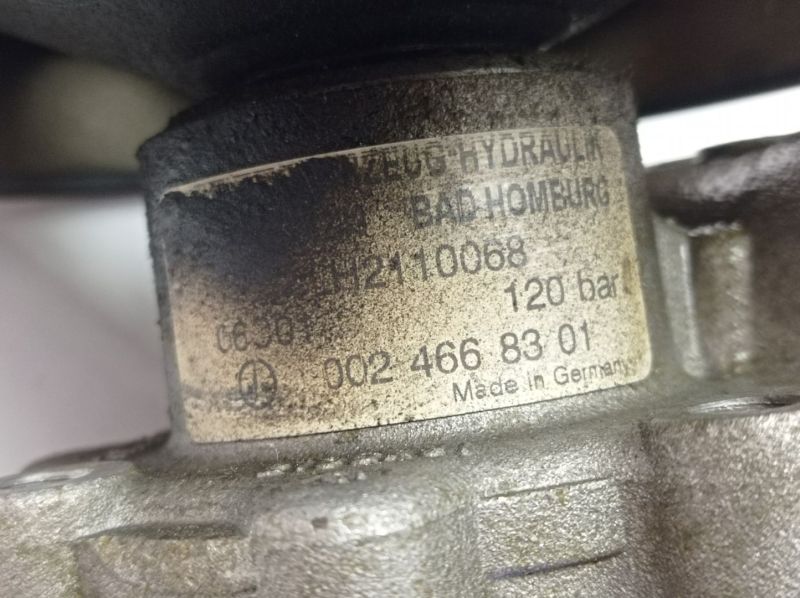 ZEUG-HYDRAULIK
BAD HOMBURG
H2110068
120 bar
002 466 83 01
Made in Germany